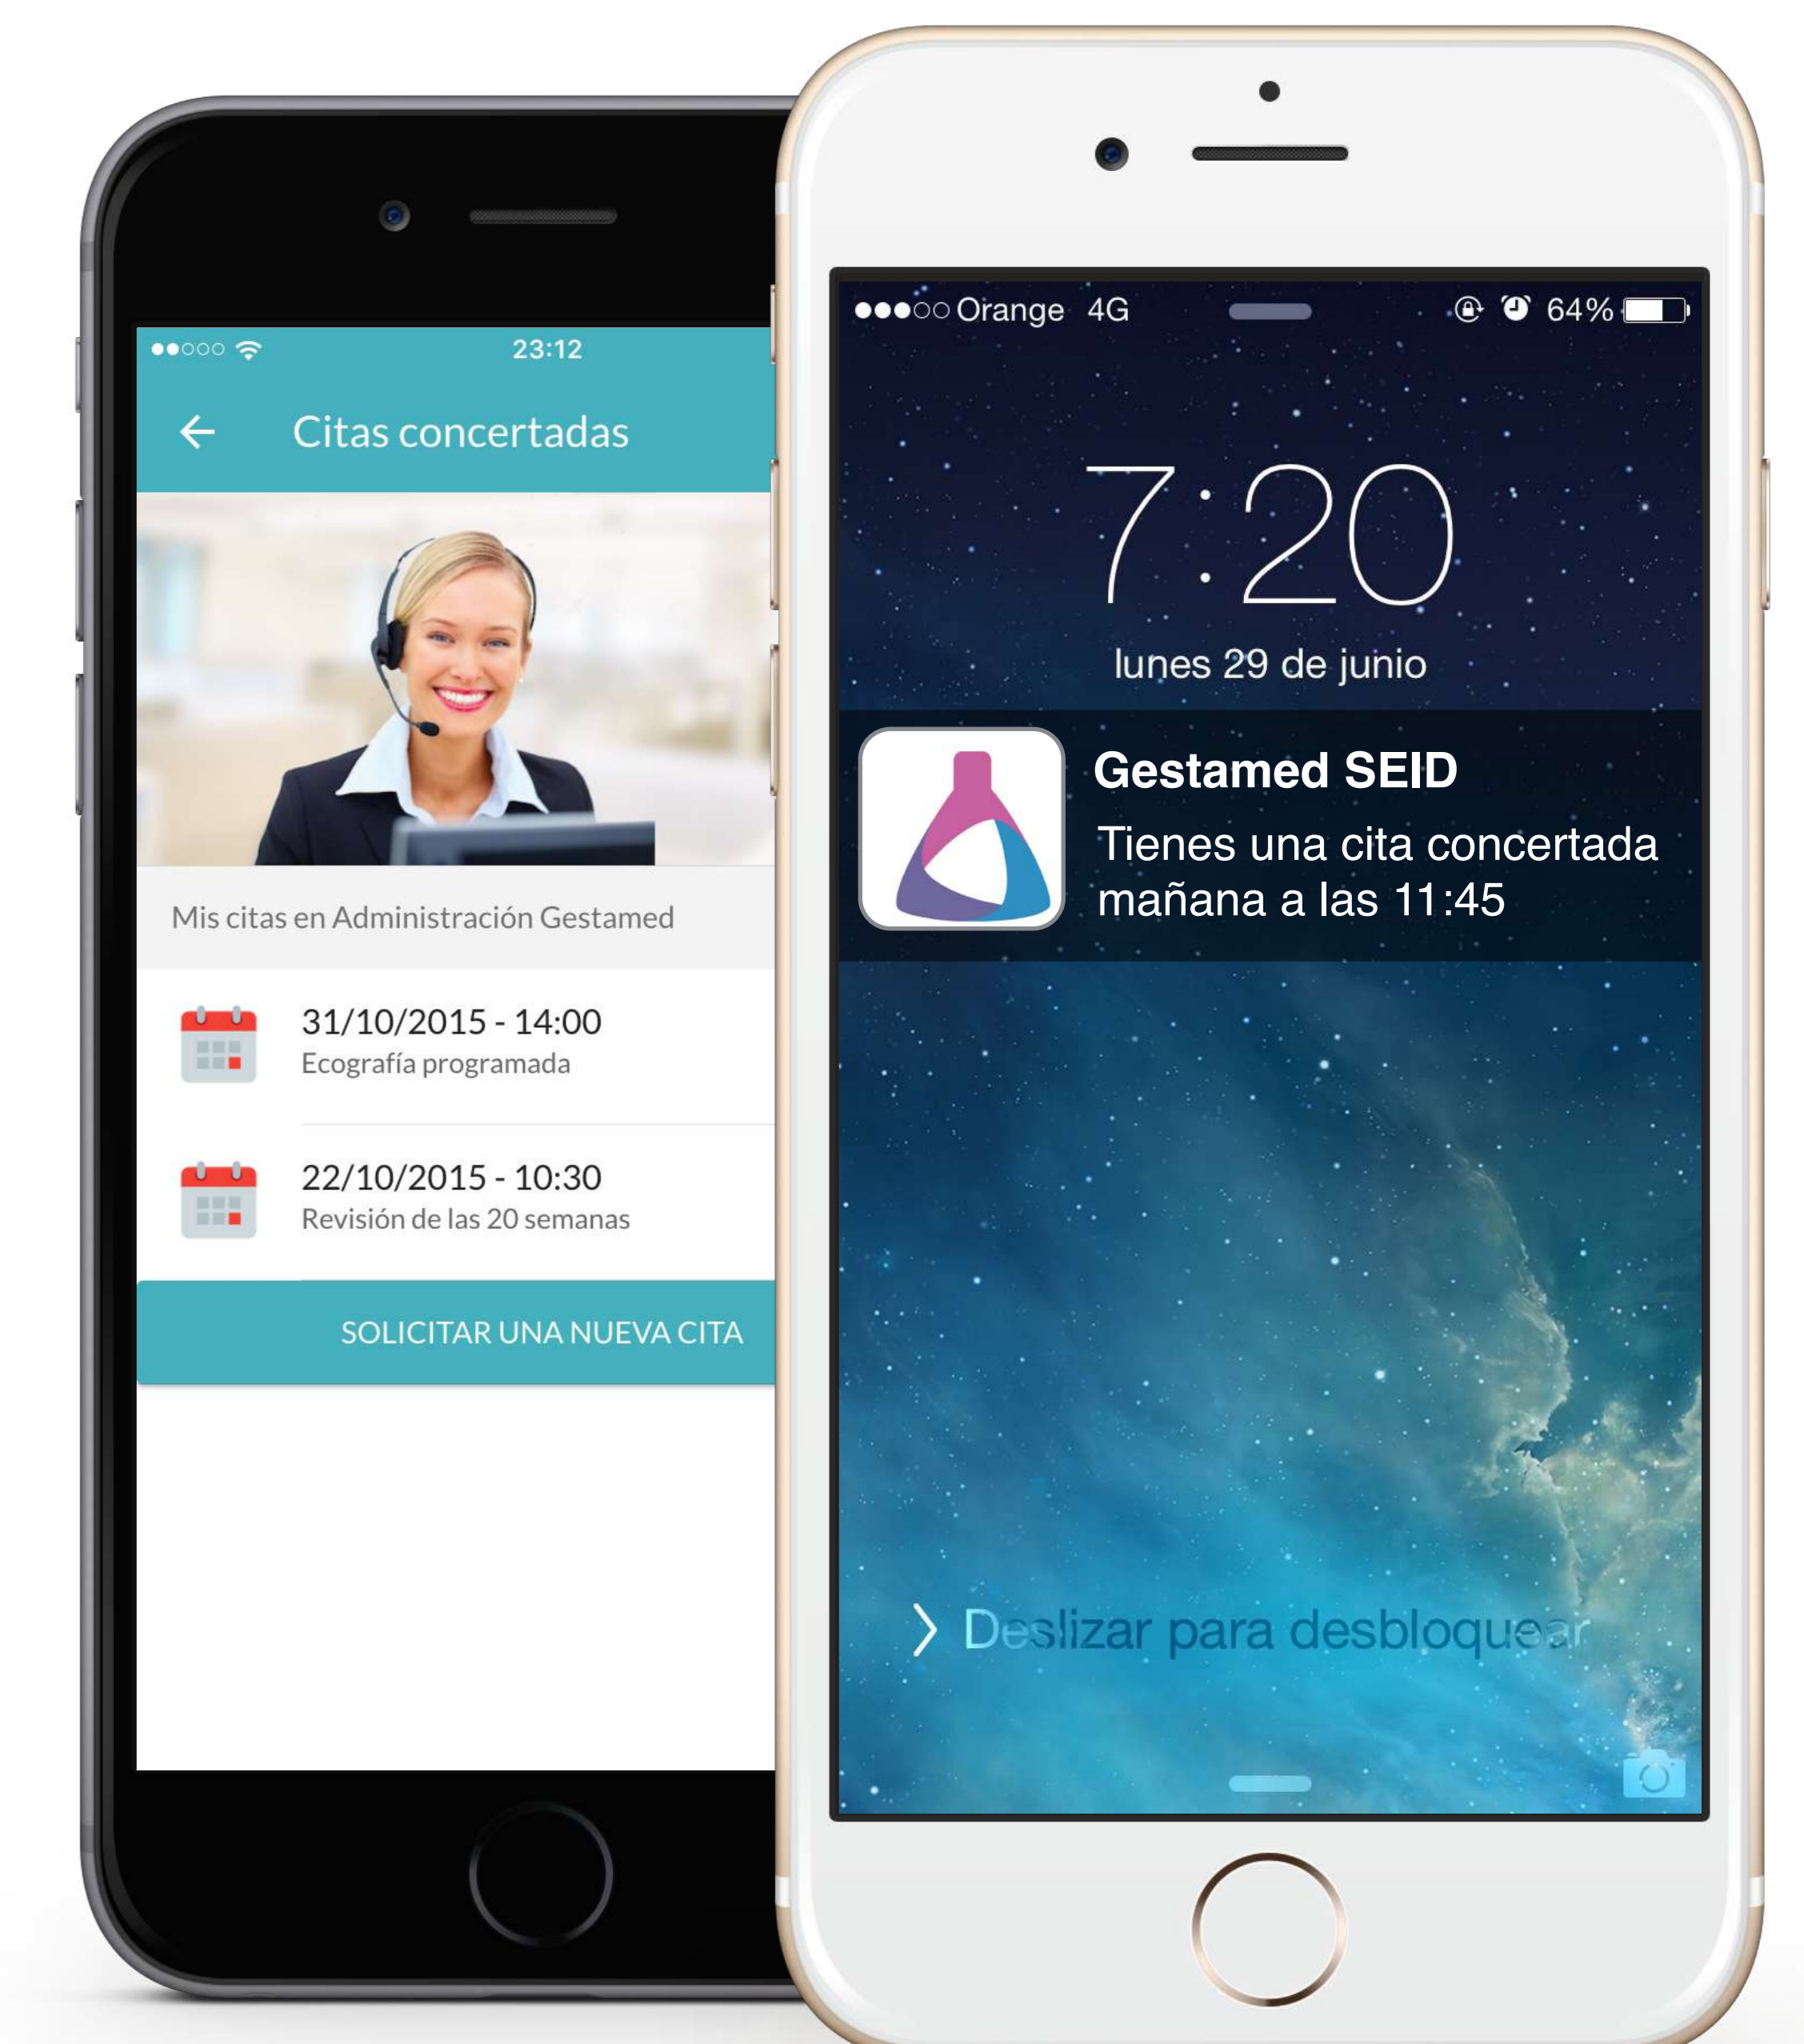 23:12
Citas concertadas
Mis citas en Administración Gestamed
31/10/2015 - 14:00
Ecografía programada
22/10/2015 - 10:30
Revisión de las 20 semanas
SOLICITAR UNA NUEVA CITA
Orange 4G 64%
7:20
lunes 29 de junio
Gestamed SEID
Tienes una cita concertada
mañana a las 11:45
Deslizar para desbloquear